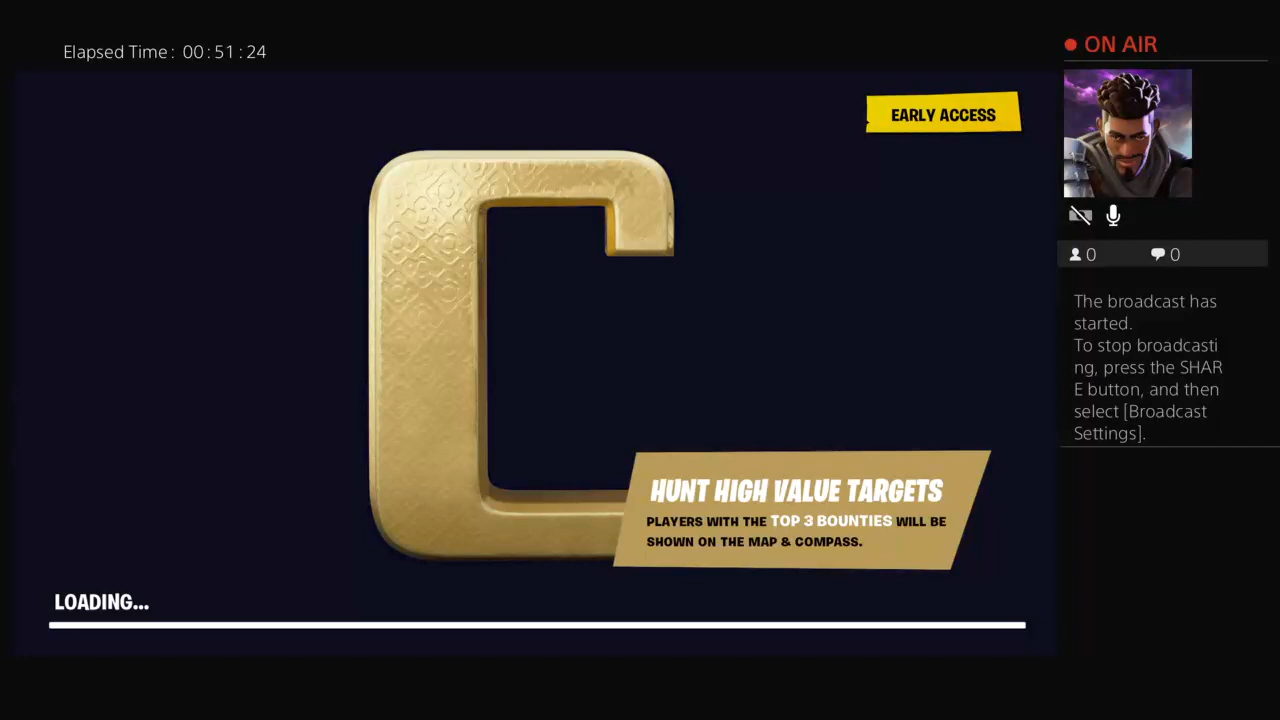 Elapsed Time: 00:51:24
ON AIR
EARLY ACCESS
0
0
The broadcast has
started.
To stop broadcasti
ng, press the SHAR
E button, and then
select [Broadcast
Settings].
C
HUNT HIGH VALUE TARGETS
PLAYERS WITH THE TOP 3 BOUNTIES WILL BE
SHOWN ON THE MAP & COMPASS.
LOADING...